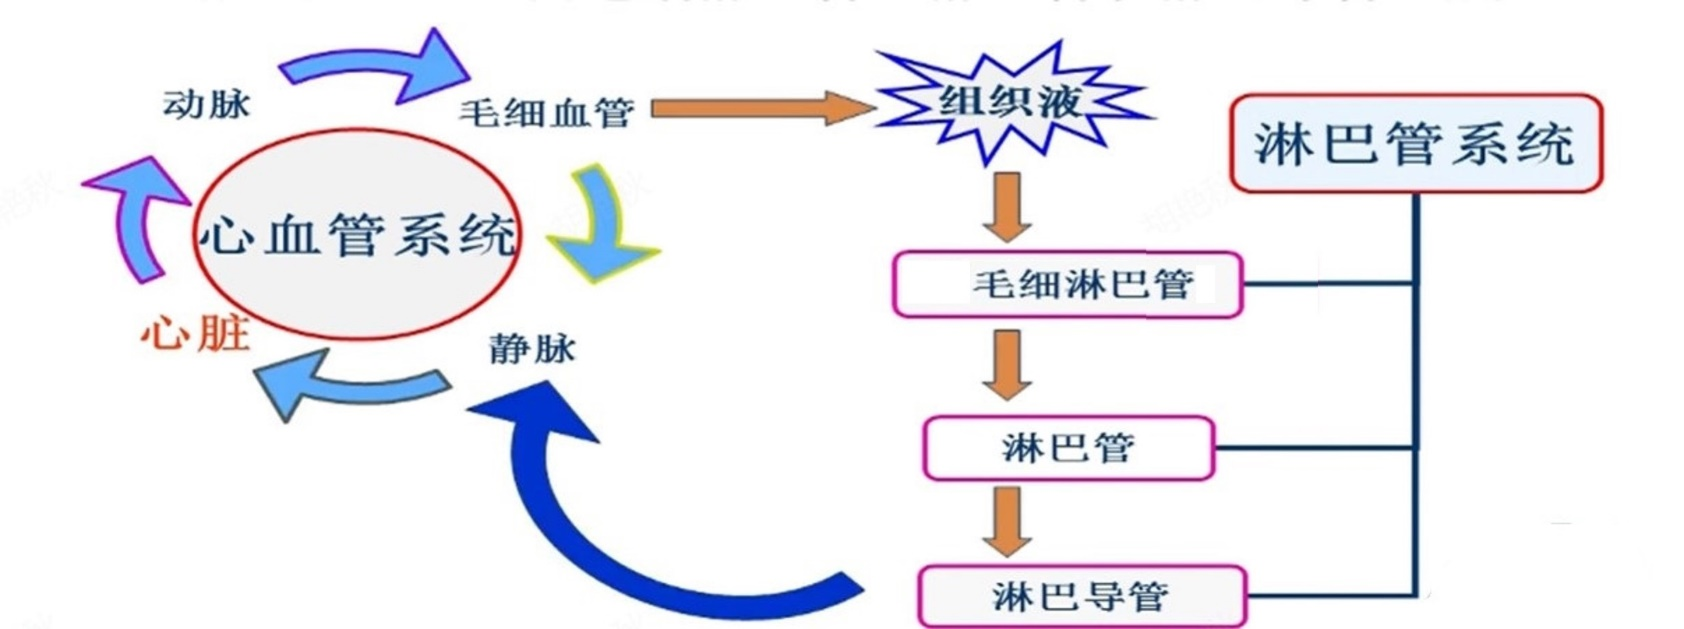 动脉
毛细血管
组织液
淋巴管系统
心血管系统
毛细淋巴管
心脏
静脉
淋巴管
淋巴导管